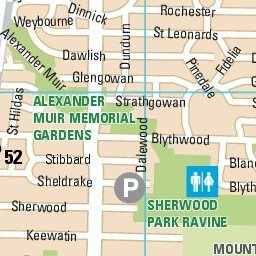 Dinnick
Rochester
Weybourne
St Leonards
Dundurn
Fidelia
Dawlish
Pinedale
Alexander Muir
Glengowan
ALEXANDER
MUIR MEMORIAL
GARDENS
Strathgowan
St Hildas
Dalewood
Blythwood
52
Stibbard
Sheldrake
P
SHERWOOD
PARK RAVINE
Sherwood
Keewatin
MOUNT